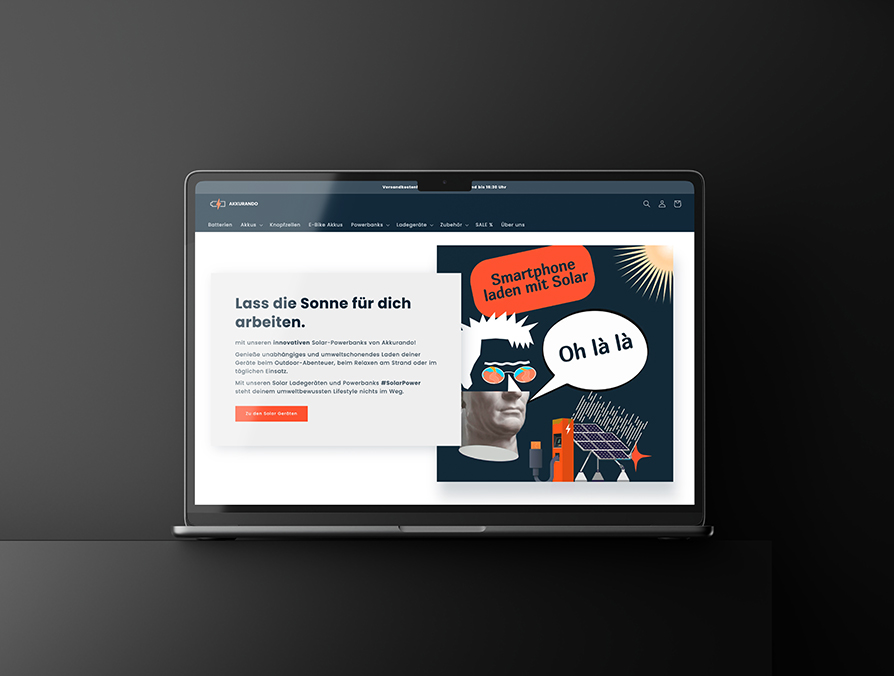 Versandkostenf nd bis 15:30 Uhr
AKKURANDO
Batterien Akkus Knopfzellen E-Bike Akkus Powerbanks Ladegeräte Zubehör SALE % Über uns
Smartphone
laden mit Solar
Oh là là
Lass die Sonne für dich
arbeiten.
mit unseren innovativen Solar-Powerbanks von Akkurando!
Genieße unabhängiges und umweltschonendes Laden deiner
Geräte beim Outdoor-Abenteuer, beim Relaxen am Strand oder im
täglichen Einsatz.
Mit unseren Solar Ladegeräten und Powerbanks #SolarPower
steht deinem umweltbewussten Lifestyle nichts im Weg.
Zu den Solar Geräten